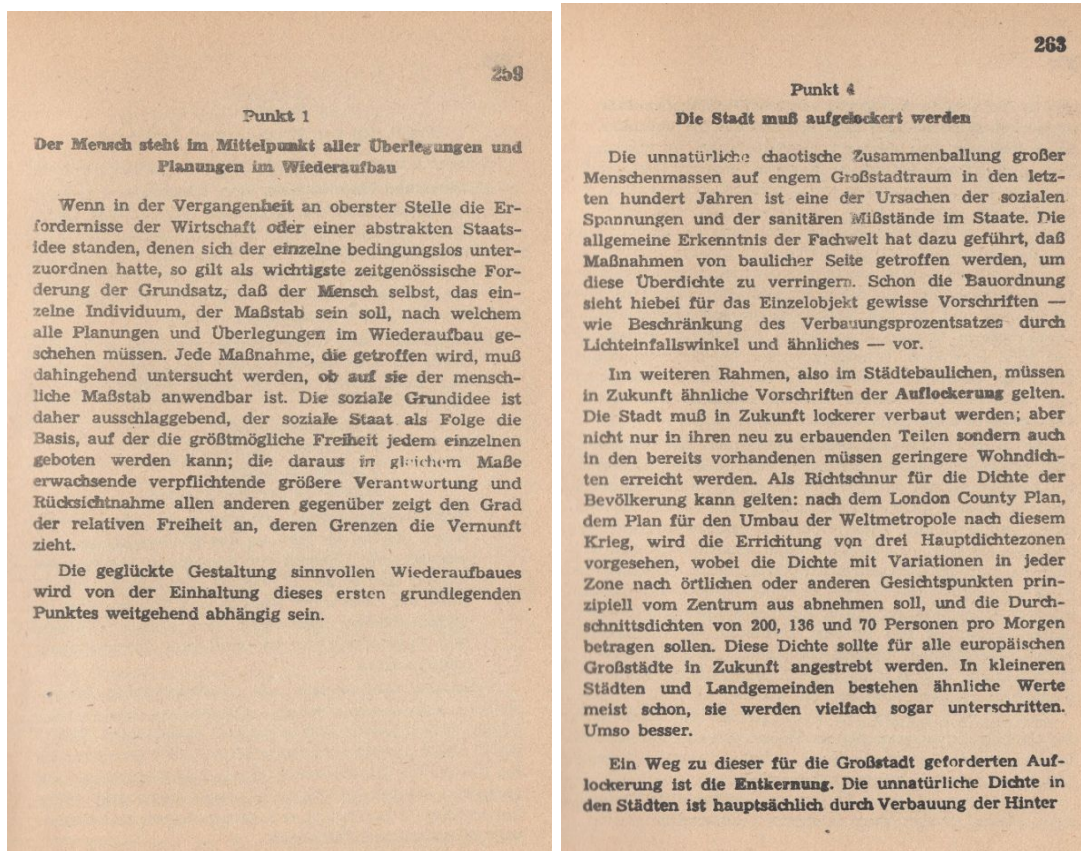 259
Punkt 1
Der Mensch steht im Mittelpunkt aller Überlegungen und
Planungen im Wiederaufbau
Wenn in der Vergangenheit an oberster Stelle die Er-
fordernisse der Wirtschaft oder einer abstrakten Staats-
idee standen, denen sich der einzelne bedingungslos unter-
zuordnen hatte, so gilt als wichtigste zeitgenössische For-
derung der Grundsatz, daß der Mensch selbst, das ein-
zelne Individuum, der Maßstab sein soll, nach welchem
alle Planungen und Überlegungen im Wiederaufbau ge-
schehen müssen. Jede Maßnahme, die getroffen wird, muß
dahingehend untersucht werden, ob auf sie der mensch-
liche Maßstab anwendbar ist. Die soziale Grundidee ist
daher ausschlaggebend, der soziale Staat als Folge die
Basis, auf der die größtmögliche Freiheit jedem einzelnen
geboten werden kann; die daraus in gleichem Maße
erwachsende verpflichtende größere Verantwortung und
Rücksichtnahme allen anderen gegenüber zeigt den Grad
der relativen Freiheit an, deren Grenzen die Vernunft
zieht.
Die geglückte Gestaltung sinnvollen Wiederaufbaues
wird von der Einhaltung dieses ersten grundlegenden
Punktes weitgehend abhängig sein.
263
Punkt 4
Die Stadt muß aufgelockert werden
Die unnatürliche chaotische Zusammenballung großer
Menschenmassen auf engem Großstadtraum in den letz-
ten hundert Jahren ist eine der Ursachen der sozialen
Spannungen und der sanitären Mißstände im Staate. Die
allgemeine Erkenntnis der Fachwelt hat dazu geführt, daß
Maßnahmen von baulicher Seite getroffen werden, um
diese Überdichte zu verringern. Schon die Bauordnung
sieht hiebei für das Einzelobjekt gewisse Vorschriften —
wie Beschränkung des Verbauungsprozentsatzes durch
Lichteinfallswinkel und ähnliches — vor.
Im weiteren Rahmen, also im Städtebaulichen, müssen
in Zukunft ähnliche Vorschriften der Auflockerung gelten.
Die Stadt muß in Zukunft lockerer verbaut werden; aber
nicht nur in ihren neu zu erbauenden Teilen sondern auch
in den bereits vorhandenen müssen geringere Wohndich-
ten erreicht werden. Als Richtschnur für die Dichte der
Bevölkerung kann gelten: nach dem London County Plan,
dem Plan für den Umbau der Weltmetropole nach diesem
Krieg, wird die Errichtung von drei Hauptdichtezonen
vorgesehen, wobei die Dichte mit Variationen in jeder
Zone nach örtlichen oder anderen Gesichtspunkten prin-
zipiell vom Zentrum aus abnehmen soll, und die Durch-
schnittsdichten von 200, 136 und 70 Personen pro Morgen
betragen sollen. Diese Dichte sollte für alle europäischen
Großstädte in Zukunft angestrebt werden. In kleineren
Städten und Landgemeinden bestehen ähnliche Werte
meist schon, sie werden vielfach sogar unterschritten.
Umso besser.
Ein Weg zu dieser für die Großstadt geforderten Auf-
lockerung ist die Entkernung. Die unnatürliche Dichte in
den Städten ist hauptsächlich durch Verbauung der Hinter